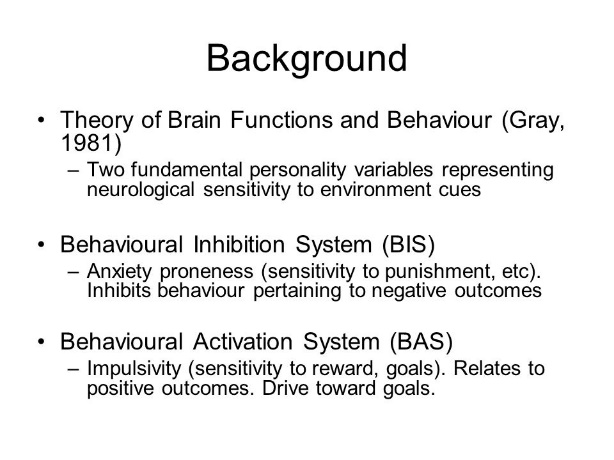 Background
• Theory of Brain Functions and Behaviour (Gray,
1981)
– Two fundamental personality variables representing
neurological sensitivity to environment cues
• Behavioural Inhibition System (BIS)
– Anxiety proneness (sensitivity to punishment, etc).
Inhibits behaviour pertaining to negative outcomes
• Behavioural Activation System (BAS)
– Impulsivity (sensitivity to reward, goals). Relates to
positive outcomes. Drive toward goals.